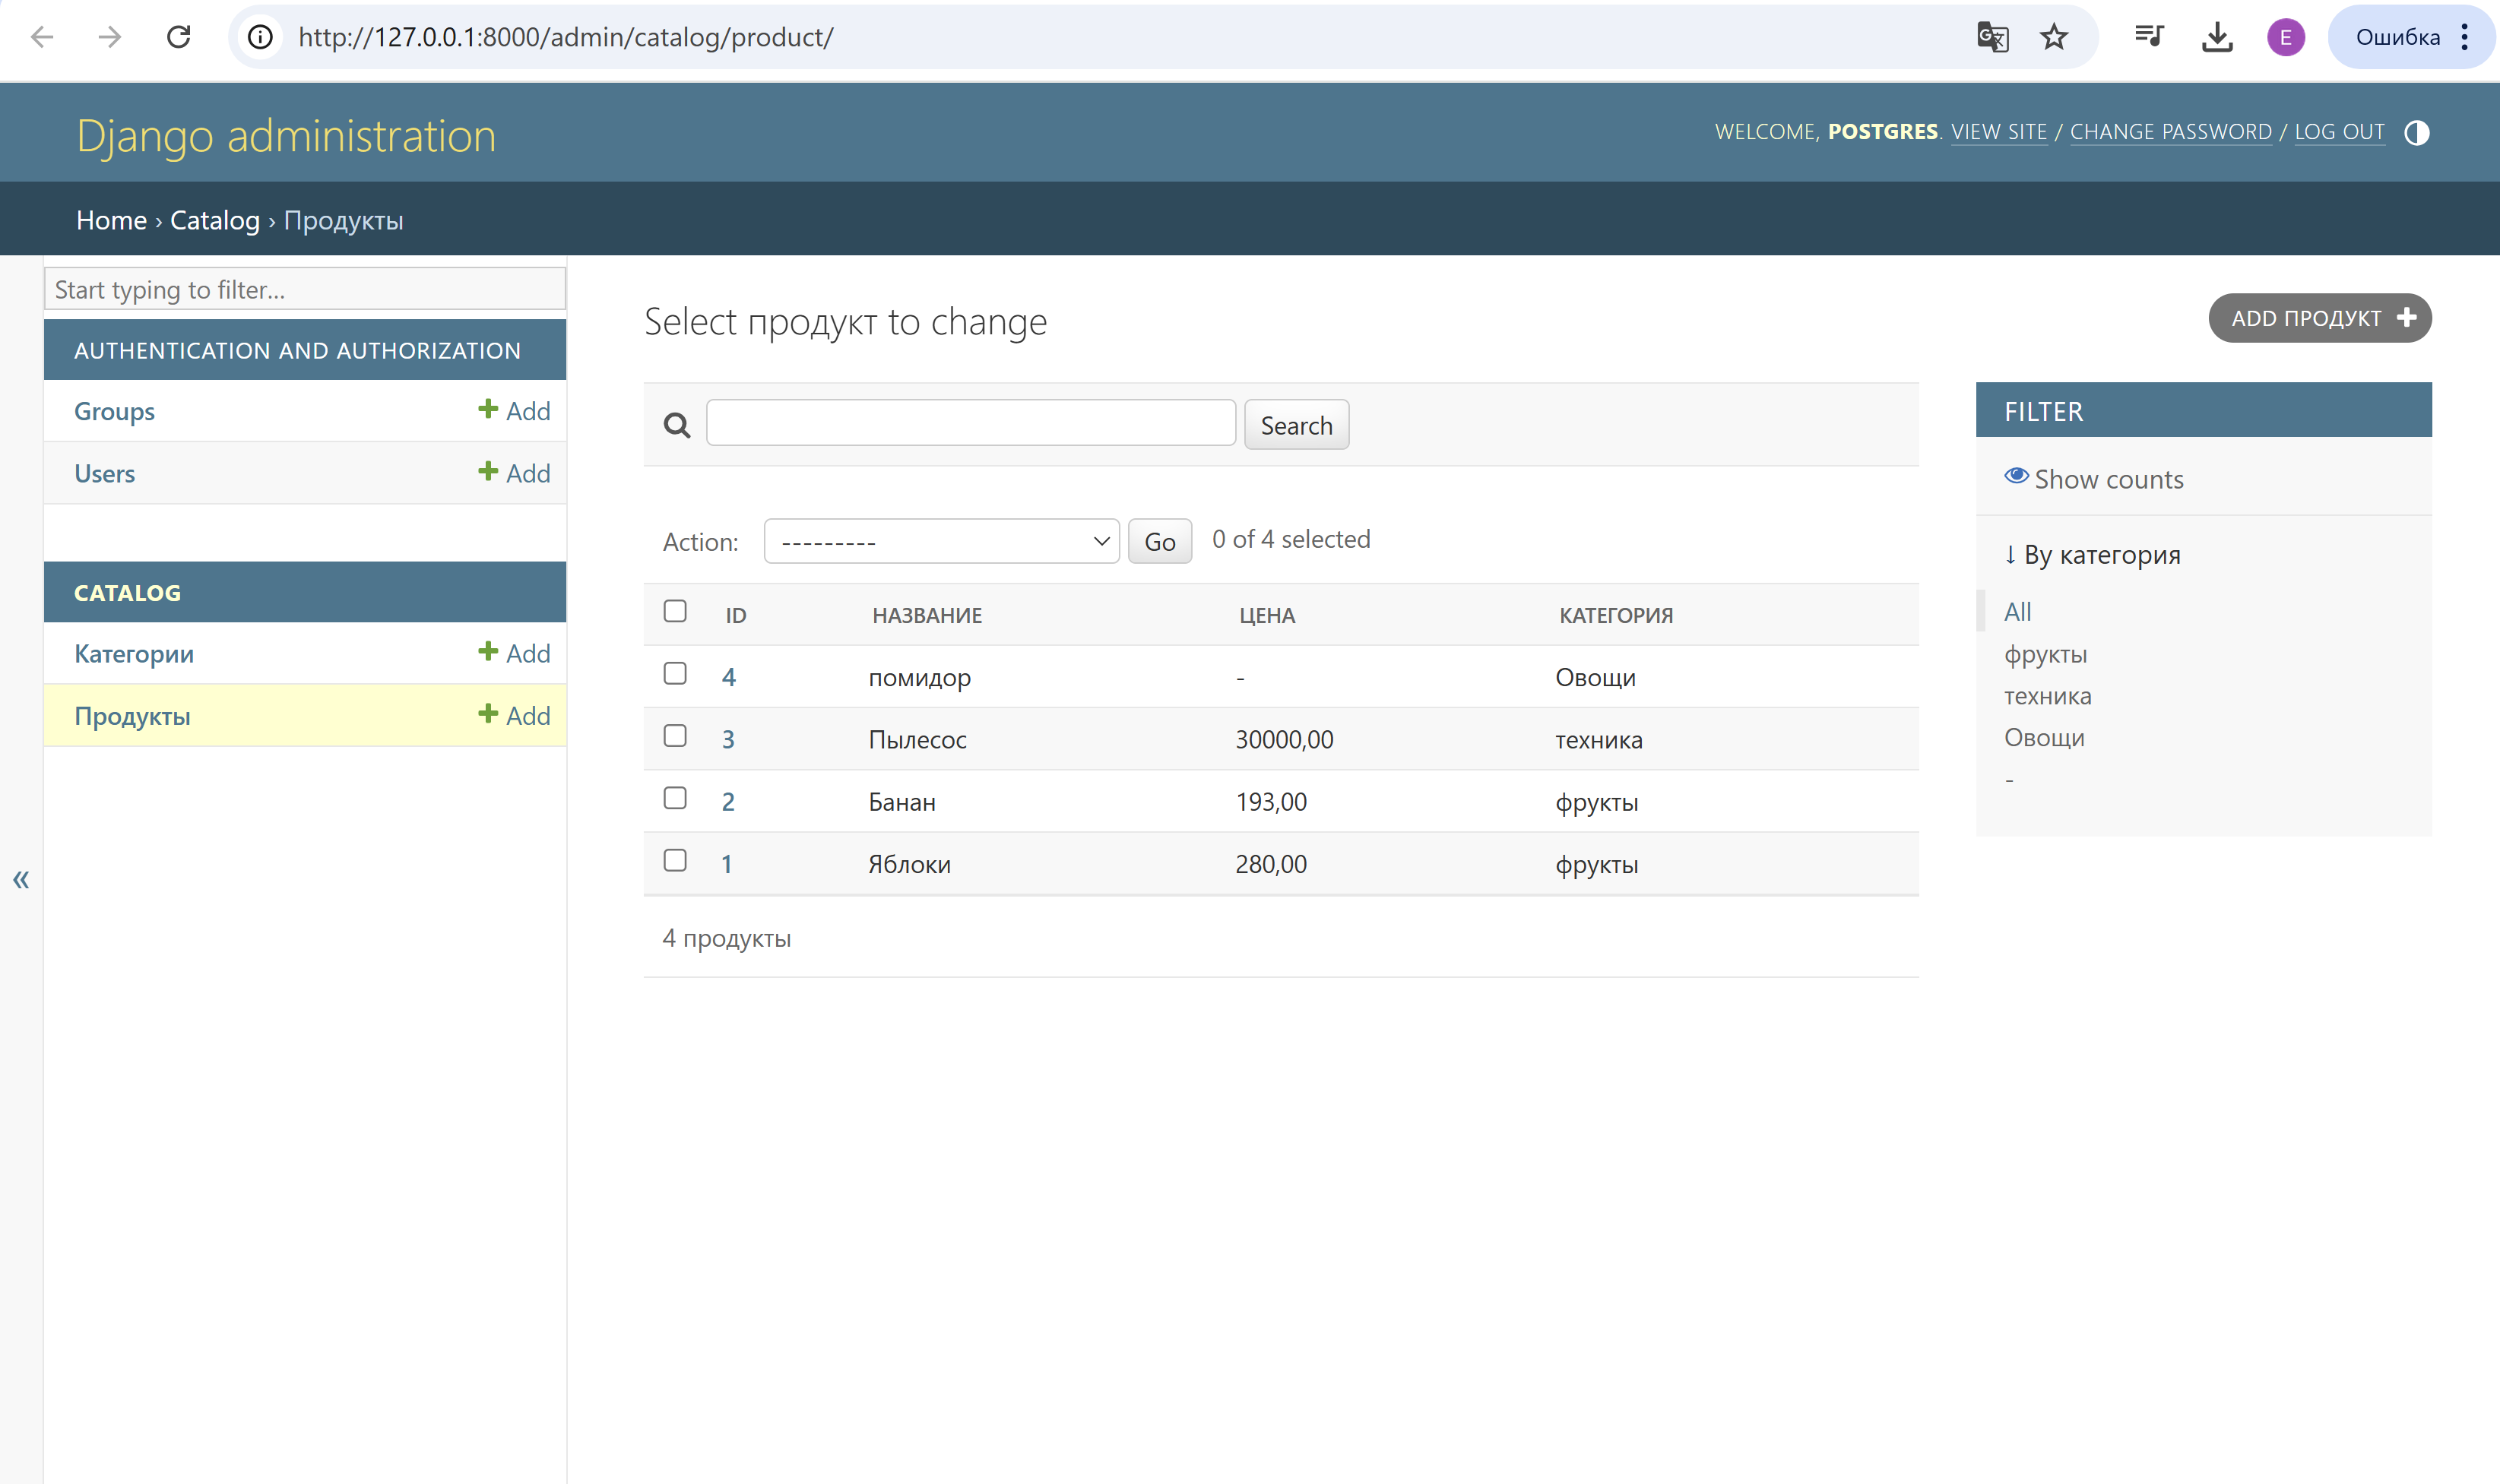 http://127.0.0.1:8000/admin/catalog/product/
E
Ошибка
Django administration
WELCOME, POSTGRES. VIEW SITE / CHANGE PASSWORD / LOG OUT
Home › Catalog › Продукты
Start typing to filter...
AUTHENTICATION AND AUTHORIZATION
Groups + Add
Users + Add
CATALOG
Категории + Add
Продукты + Add
«
Select продукт to change
ADD ПРОДУКТ +
Search
Action: --------- Go 0 of 4 selected
ID НАЗВАНИЕ ЦЕНА КАТЕГОРИЯ
4 помидор - Овощи
3 Пылесос 30000,00 техника
2 Банан 193,00 фрукты
1 Яблоки 280,00 фрукты
4 продукты
FILTER
Show counts
↓ By категория
All
фрукты
техника
Овощи
-